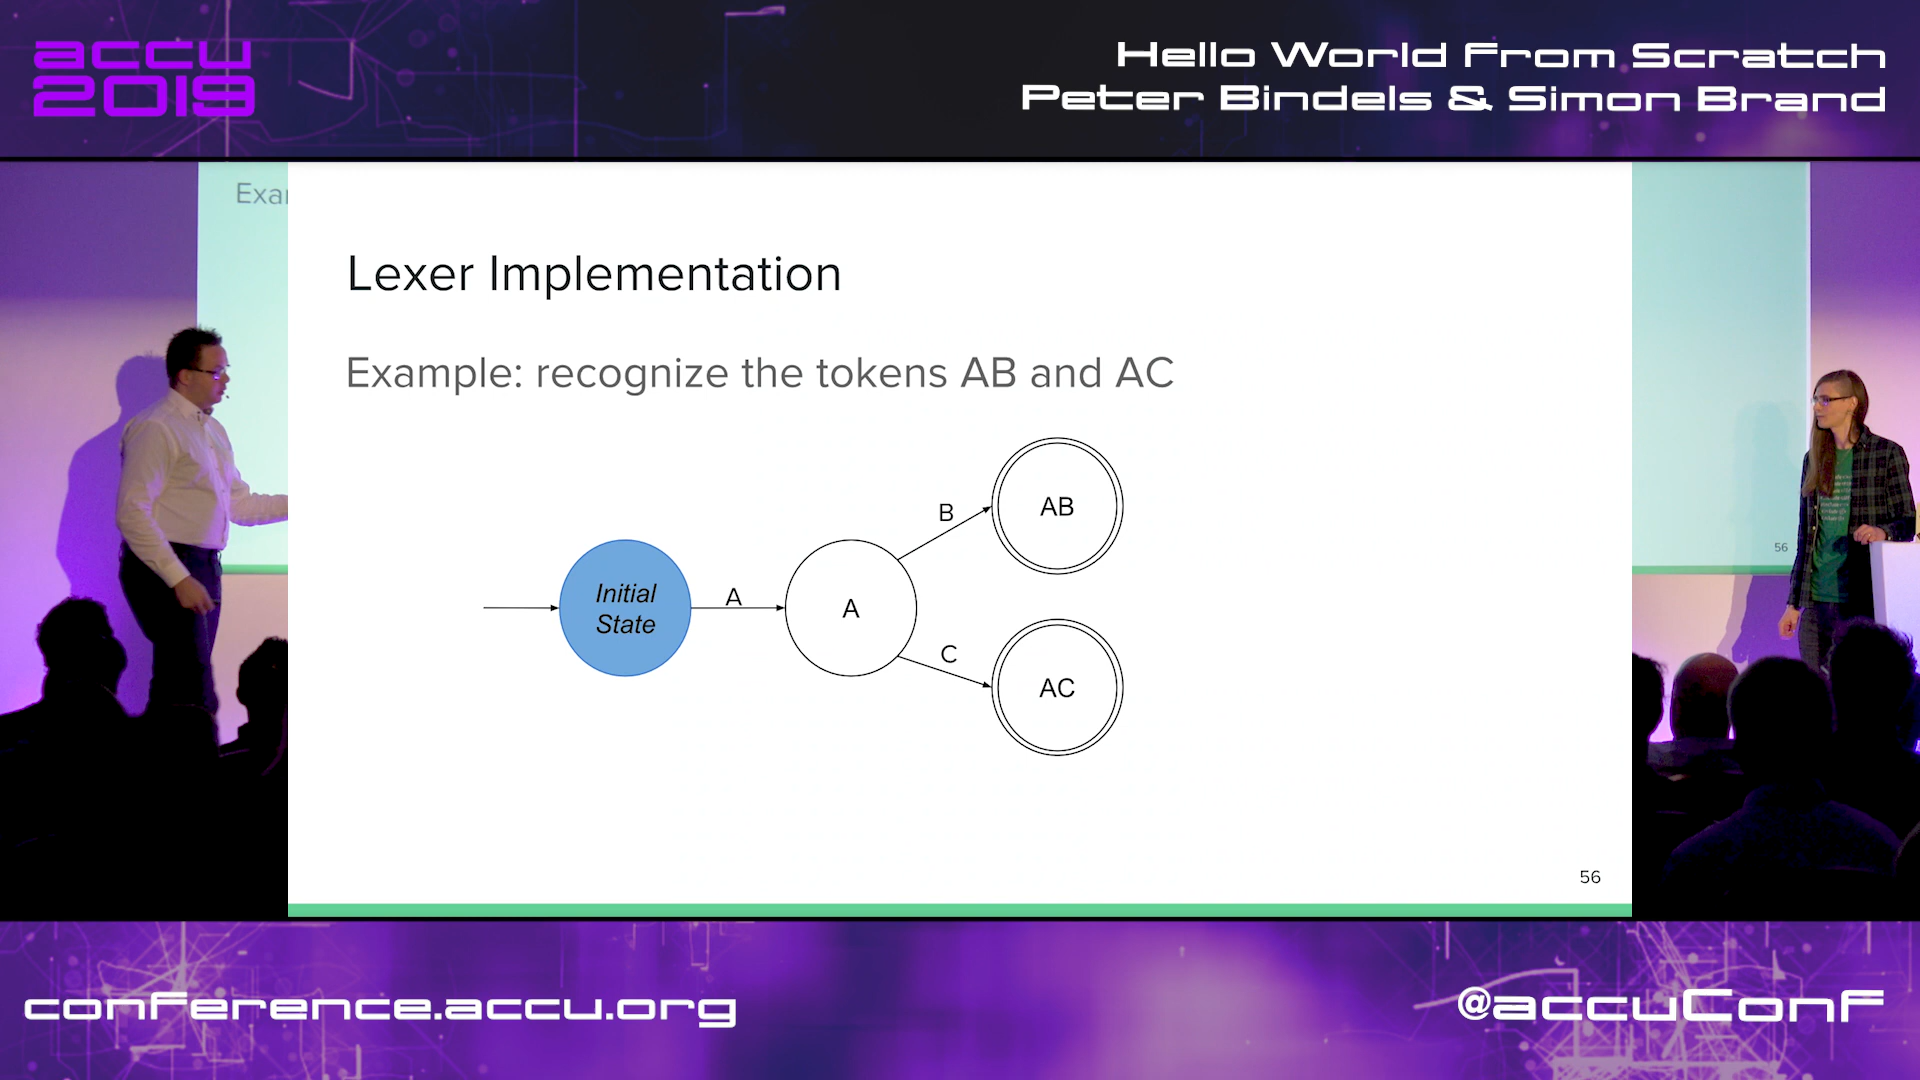 accu
2019
Hello World From Scratch
Peter Bindels & Simon Brand
Exa
Lexer Implementation
Example: recognize the tokens AB and AC
Initial
State
A
A
B
C
AB
AC
56
56
conference.accu.org
@accuConf